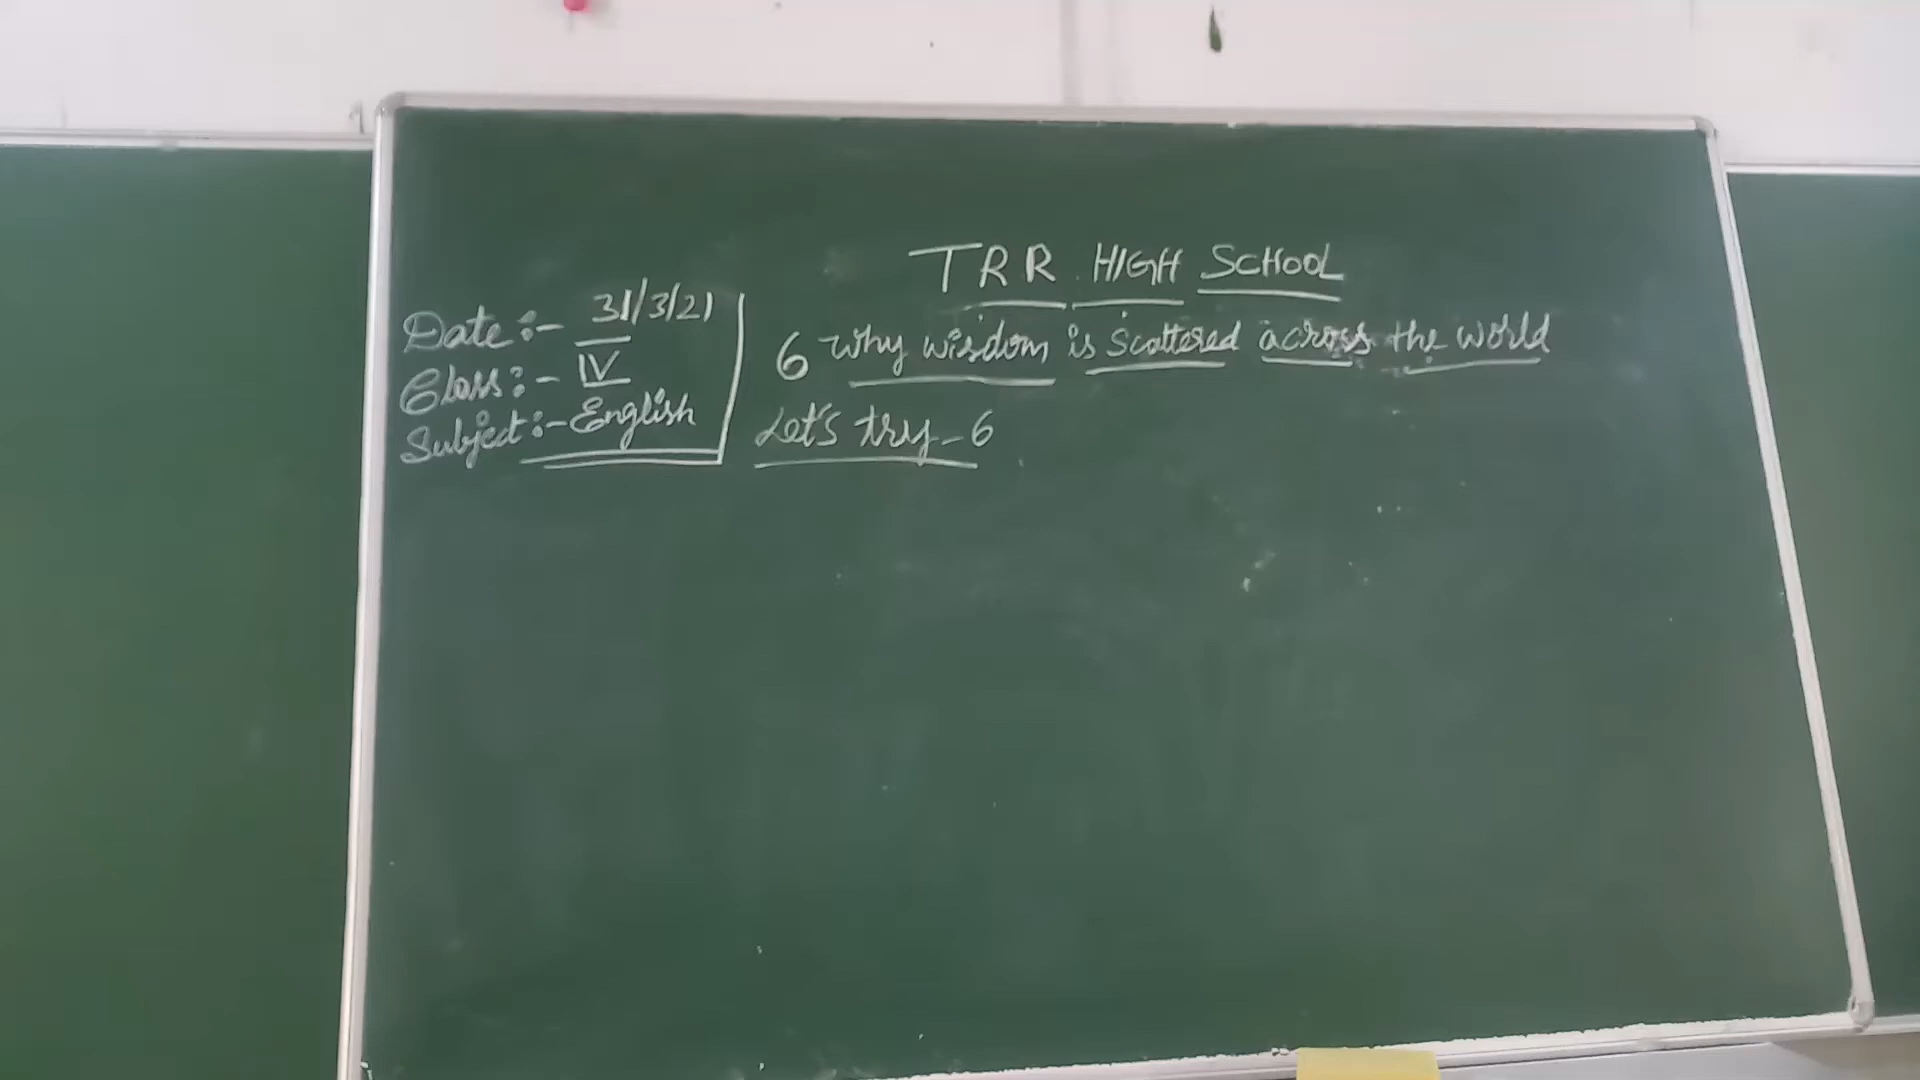 TRR HIGH SCHOOL
Date:- 31/3/21
Class:- IV
Subject:- English
6 Why wisdom is scattered across the world
Let's try-6